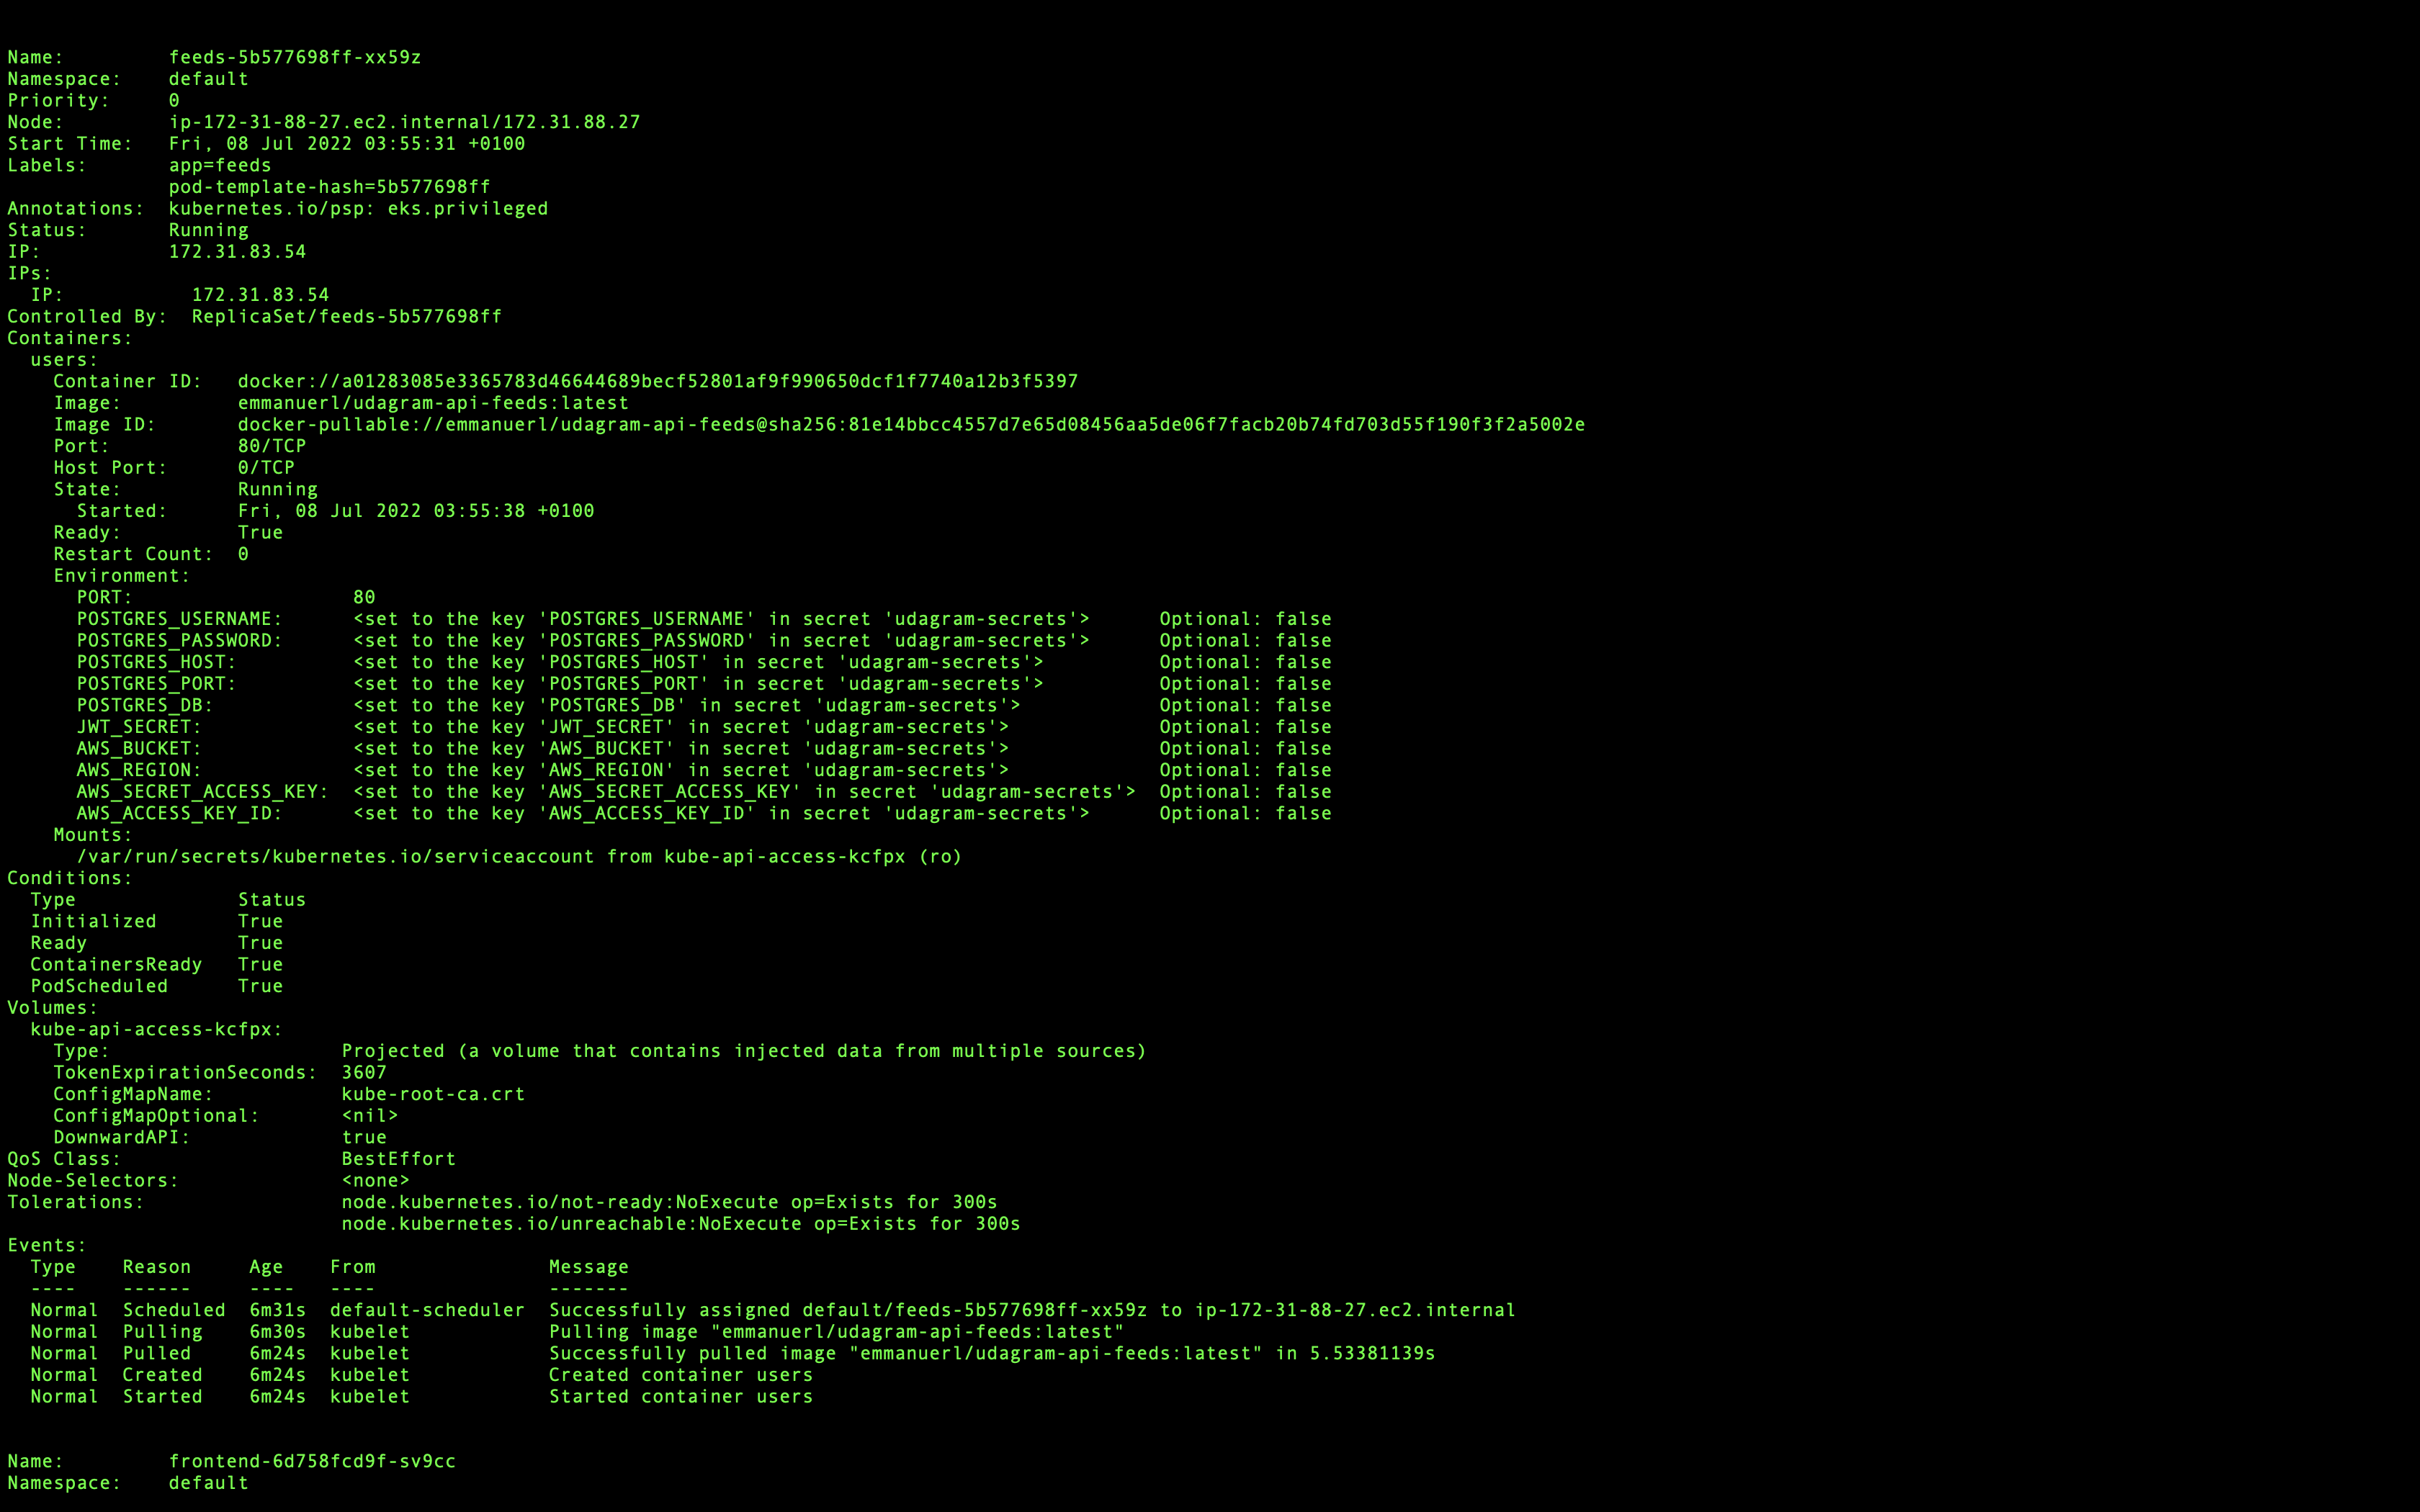 Name:         feeds-5b577698ff-xx59z
Namespace:    default
Priority:     0
Node:         ip-172-31-88-27.ec2.internal/172.31.88.27
Start Time:   Fri, 08 Jul 2022 03:55:31 +0100
Labels:       app=feeds
              pod-template-hash=5b577698ff
Annotations:  kubernetes.io/psp: eks.privileged
Status:       Running
IP:           172.31.83.54
IPs:
  IP:           172.31.83.54
Controlled By:  ReplicaSet/feeds-5b577698ff
Containers:
  users:
    Container ID:   docker://a01283085e3365783d46644689becf52801af9f990650dcf1f7740a12b3f5397
    Image:          emmanuerl/udagram-api-feeds:latest
    Image ID:       docker-pullable://emmanuerl/udagram-api-feeds@sha256:81e14bbcc4557d7e65d08456aa5de06f7facb20b74fd703d55f190f3f2a5002e
    Port:           80/TCP
    Host Port:      0/TCP
    State:          Running
      Started:      Fri, 08 Jul 2022 03:55:38 +0100
    Ready:          True
    Restart Count:  0
    Environment:
      PORT:                   80
      POSTGRES_USERNAME:      <set to the key 'POSTGRES_USERNAME' in secret 'udagram-secrets'>      Optional: false
      POSTGRES_PASSWORD:      <set to the key 'POSTGRES_PASSWORD' in secret 'udagram-secrets'>      Optional: false
      POSTGRES_HOST:          <set to the key 'POSTGRES_HOST' in secret 'udagram-secrets'>          Optional: false
      POSTGRES_PORT:          <set to the key 'POSTGRES_PORT' in secret 'udagram-secrets'>          Optional: false
      POSTGRES_DB:            <set to the key 'POSTGRES_DB' in secret 'udagram-secrets'>            Optional: false
      JWT_SECRET:             <set to the key 'JWT_SECRET' in secret 'udagram-secrets'>             Optional: false
      AWS_BUCKET:             <set to the key 'AWS_BUCKET' in secret 'udagram-secrets'>             Optional: false
      AWS_REGION:             <set to the key 'AWS_REGION' in secret 'udagram-secrets'>             Optional: false
      AWS_SECRET_ACCESS_KEY:  <set to the key 'AWS_SECRET_ACCESS_KEY' in secret 'udagram-secrets'>  Optional: false
      AWS_ACCESS_KEY_ID:      <set to the key 'AWS_ACCESS_KEY_ID' in secret 'udagram-secrets'>      Optional: false
    Mounts:
      /var/run/secrets/kubernetes.io/serviceaccount from kube-api-access-kcfpx (ro)
Conditions:
  Type              Status
  Initialized       True
  Ready             True
  ContainersReady   True
  PodScheduled      True
Volumes:
  kube-api-access-kcfpx:
    Type:                    Projected (a volume that contains injected data from multiple sources)
    TokenExpirationSeconds:  3607
    ConfigMapName:           kube-root-ca.crt
    ConfigMapOptional:       <nil>
    DownwardAPI:             true
QoS Class:                   BestEffort
Node-Selectors:              <none>
Tolerations:                 node.kubernetes.io/not-ready:NoExecute op=Exists for 300s
                             node.kubernetes.io/unreachable:NoExecute op=Exists for 300s
Events:
  Type    Reason     Age    From               Message
  ----    ------     ----   ----               -------
  Normal  Scheduled  6m31s  default-scheduler  Successfully assigned default/feeds-5b577698ff-xx59z to ip-172-31-88-27.ec2.internal
  Normal  Pulling    6m30s  kubelet            Pulling image "emmanuerl/udagram-api-feeds:latest"
  Normal  Pulled     6m24s  kubelet            Successfully pulled image "emmanuerl/udagram-api-feeds:latest" in 5.53381139s
  Normal  Created    6m24s  kubelet            Created container users
  Normal  Started    6m24s  kubelet            Started container users
Name:         frontend-6d758fcd9f-sv9cc
Namespace:    default